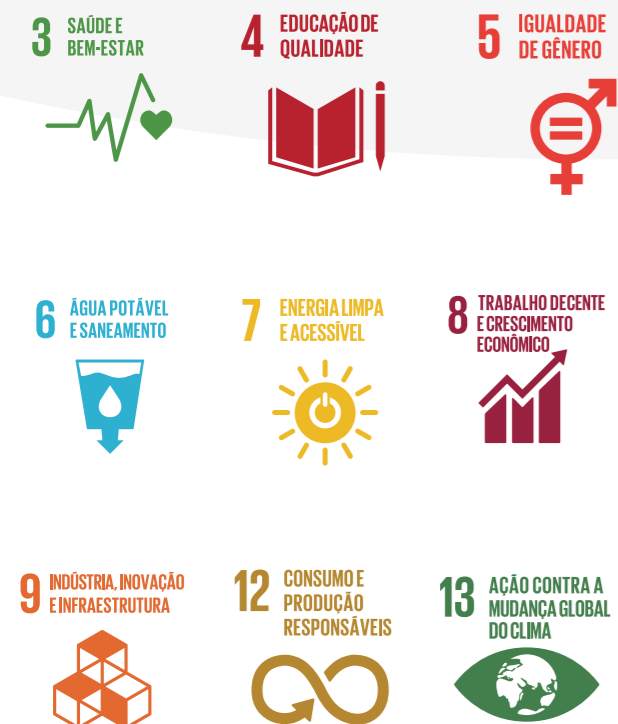 3 SAÚDE E
BEM-ESTAR
4 EDUCAÇÃO DE
QUALIDADE
5 IGUALDADE
DE GÊNERO
6 ÁGUA POTÁVEL
E SANEAMENTO
7 ENERGIA LIMPA
E ACESSÍVEL
8 TRABALHO DECENTE
E CRESCIMENTO
ECONÔMICO
9 INDÚSTRIA, INOVAÇÃO
E INFRAESTRUTURA
12 CONSUMO E
PRODUÇÃO
RESPONSÁVEIS
13 AÇÃO CONTRA A
MUDANÇA GLOBAL
DO CLIMA